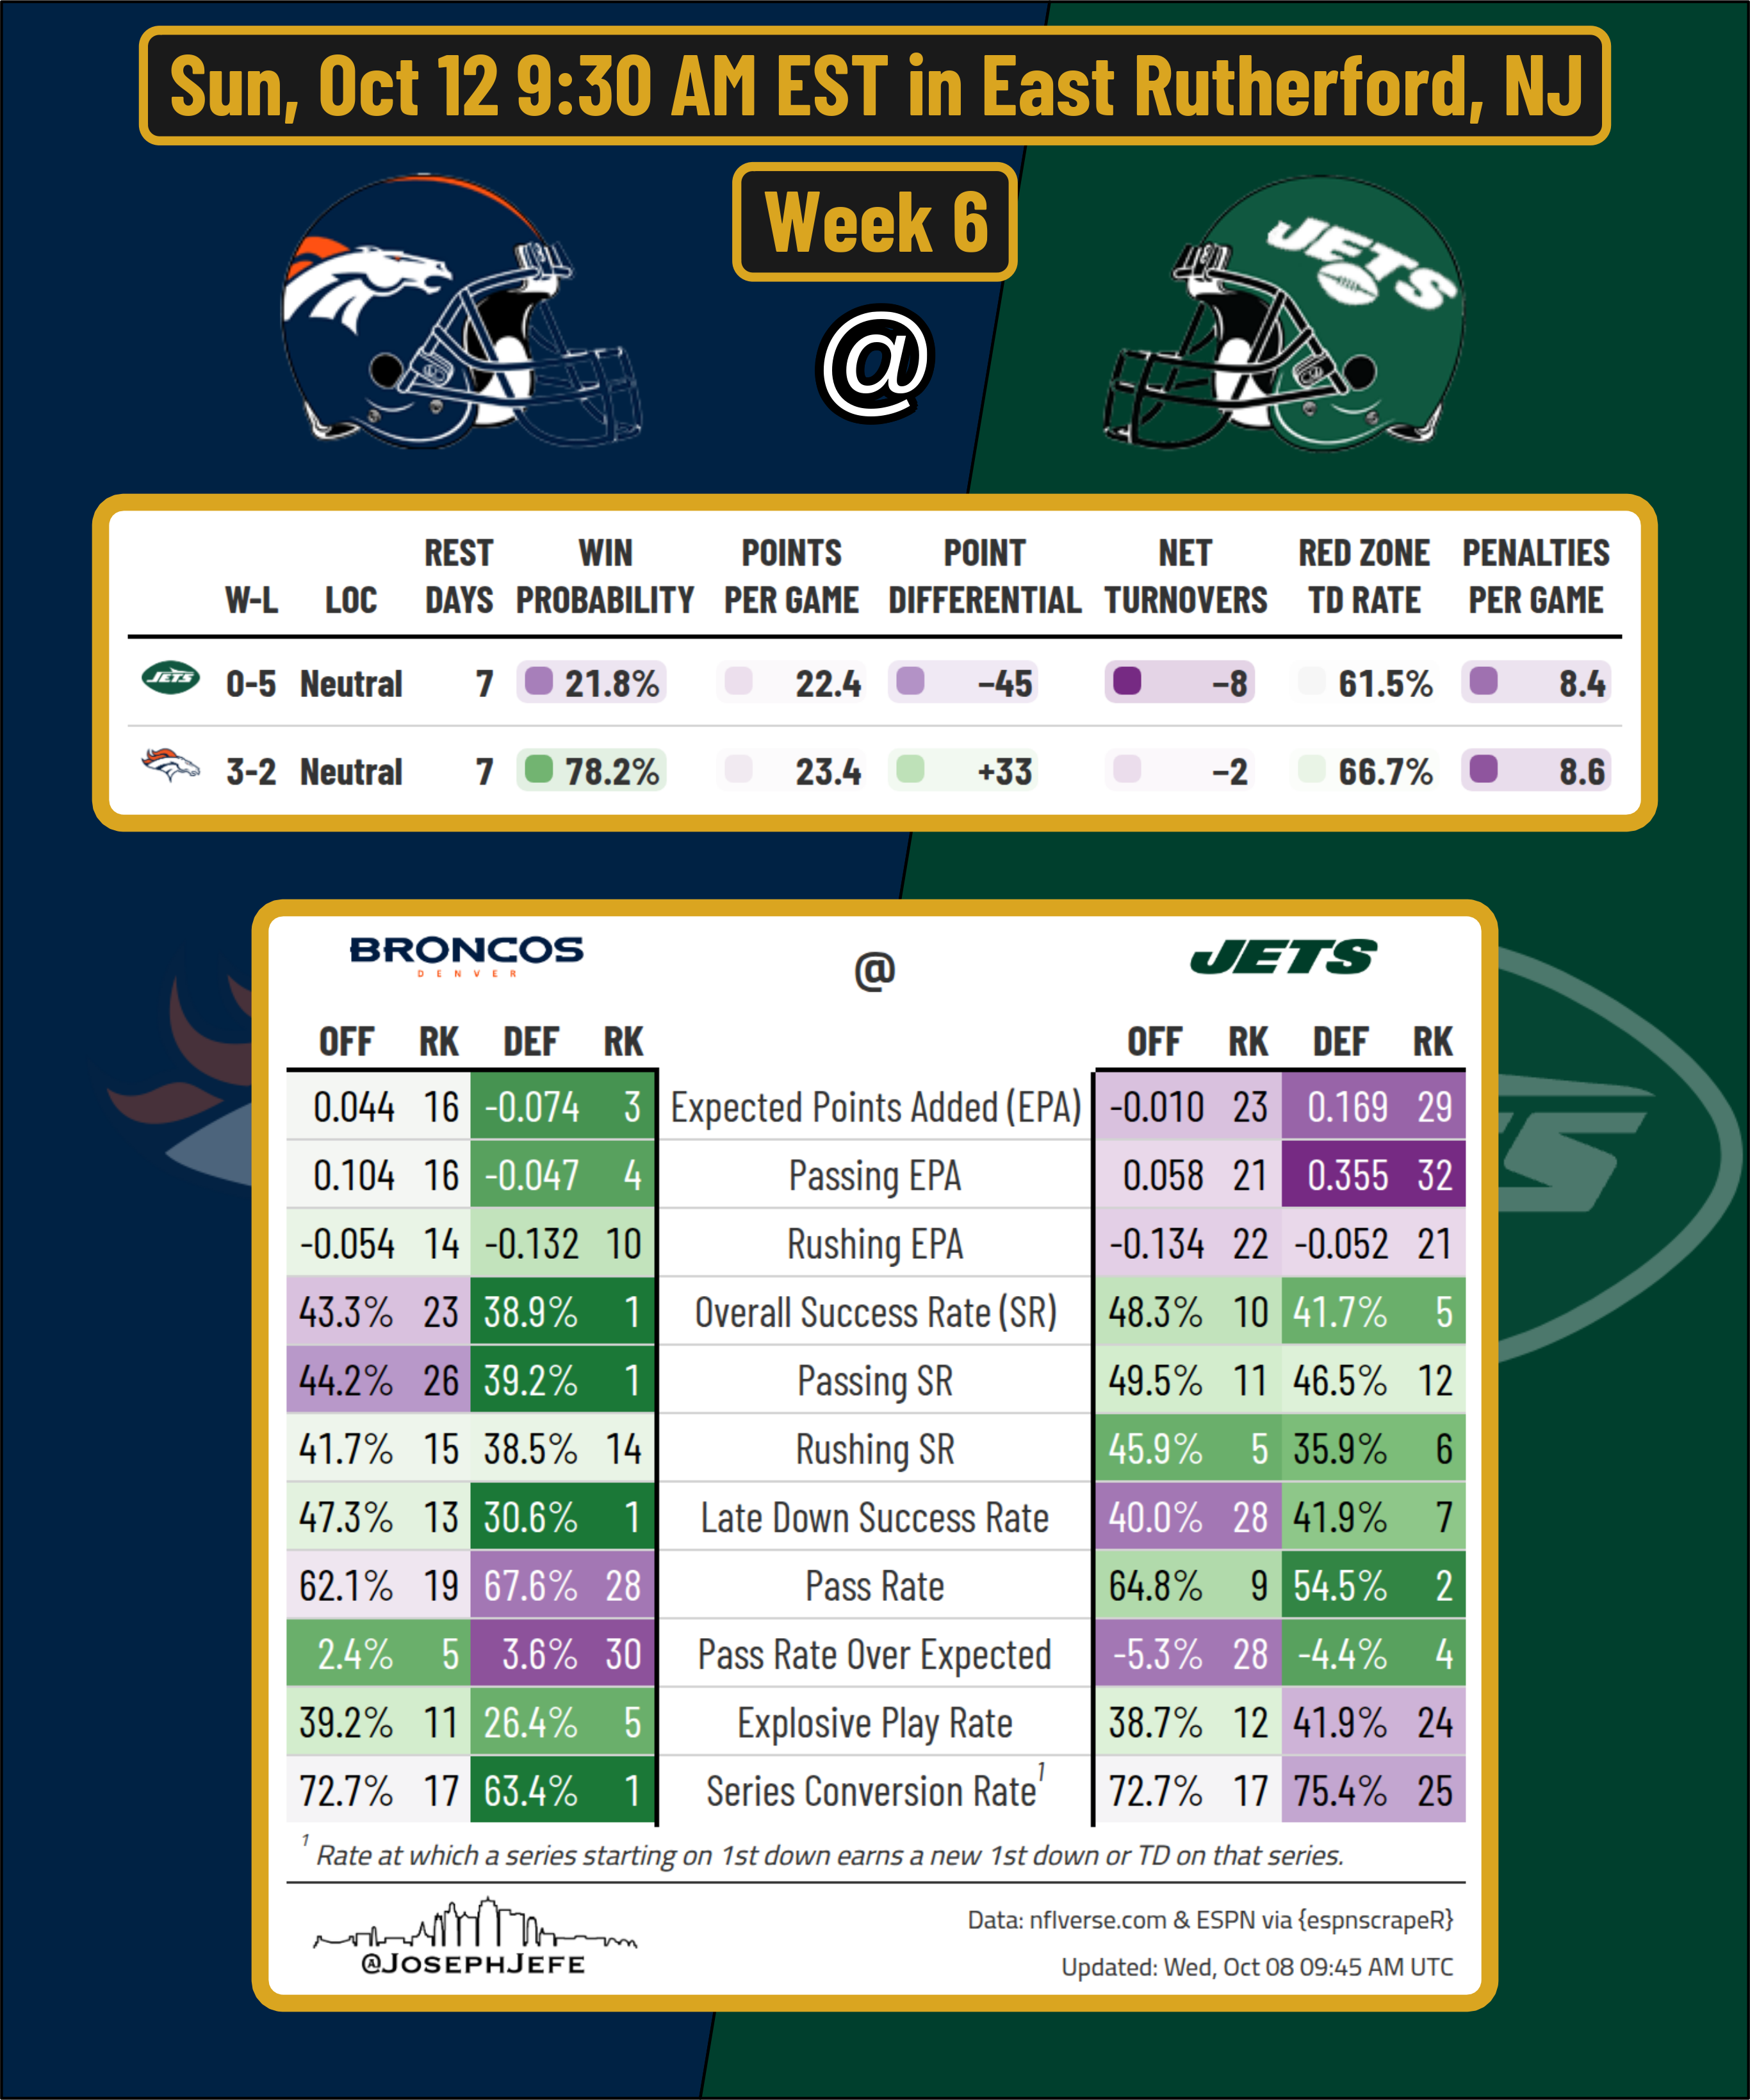 Sun, Oct 12 9:30 AM EST in East Rutherford, NJ
Week 6
JETS
@
REST WIN POINTS POINT NET RED ZONE PENALTIES
W-L LOC DAYS PROBABILITY PER GAME DIFFERENTIAL TURNOVERS TD RATE PER GAME
JETS 0-5 Neutral 7 21.8% 22.4 −45 −8 61.5% 8.4
3-2 Neutral 7 78.2% 23.4 +33 −2 66.7% 8.6
BRONCOS @ JETS
DENVER
OFF RK DEF RK OFF RK DEF RK
0.044 16 -0.074 3 Expected Points Added (EPA) -0.010 23 0.169 29
0.104 16 -0.047 4 Passing EPA 0.058 21 0.355 32
-0.054 14 -0.132 10 Rushing EPA -0.134 22 -0.052 21
43.3% 23 38.9% 1 Overall Success Rate (SR) 48.3% 10 41.7% 5
44.2% 26 39.2% 1 Passing SR 49.5% 11 46.5% 12
41.7% 15 38.5% 14 Rushing SR 45.9% 5 35.9% 6
47.3% 13 30.6% 1 Late Down Success Rate 40.0% 28 41.9% 7
62.1% 19 67.6% 28 Pass Rate 64.8% 9 54.5% 2
2.4% 5 3.6% 30 Pass Rate Over Expected -5.3% 28 -4.4% 4
39.2% 11 26.4% 5 Explosive Play Rate 38.7% 12 41.9% 24
72.7% 17 63.4% 1 Series Conversion Rate¹ 72.7% 17 75.4% 25
¹ Rate at which a series starting on 1st down earns a new 1st down or TD on that series.
Data: nflverse.com & ESPN via {espnscrapeR}
@JOSEPHJEFE
Updated: Wed, Oct 08 09:45 AM UTC